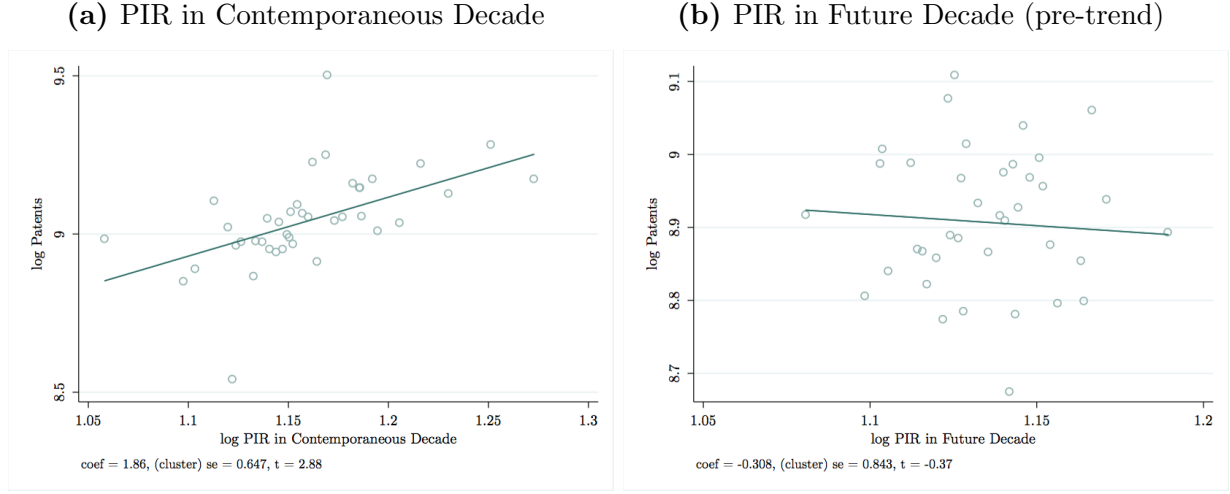 (a) PIR in Contemporaneous Decade
9.5
9
8.5
log Patents
1.05 1.1 1.15 1.2 1.25 1.3
log PIR in Contemporaneous Decade
coef = 1.86, (cluster) se = 0.647, t = 2.88
(b) PIR in Future Decade (pre-trend)
9.1
9
8.9
8.8
8.7
log Patents
1.05 1.1 1.15 1.2
log PIR in Future Decade
coef = -0.308, (cluster) se = 0.843, t = -0.37